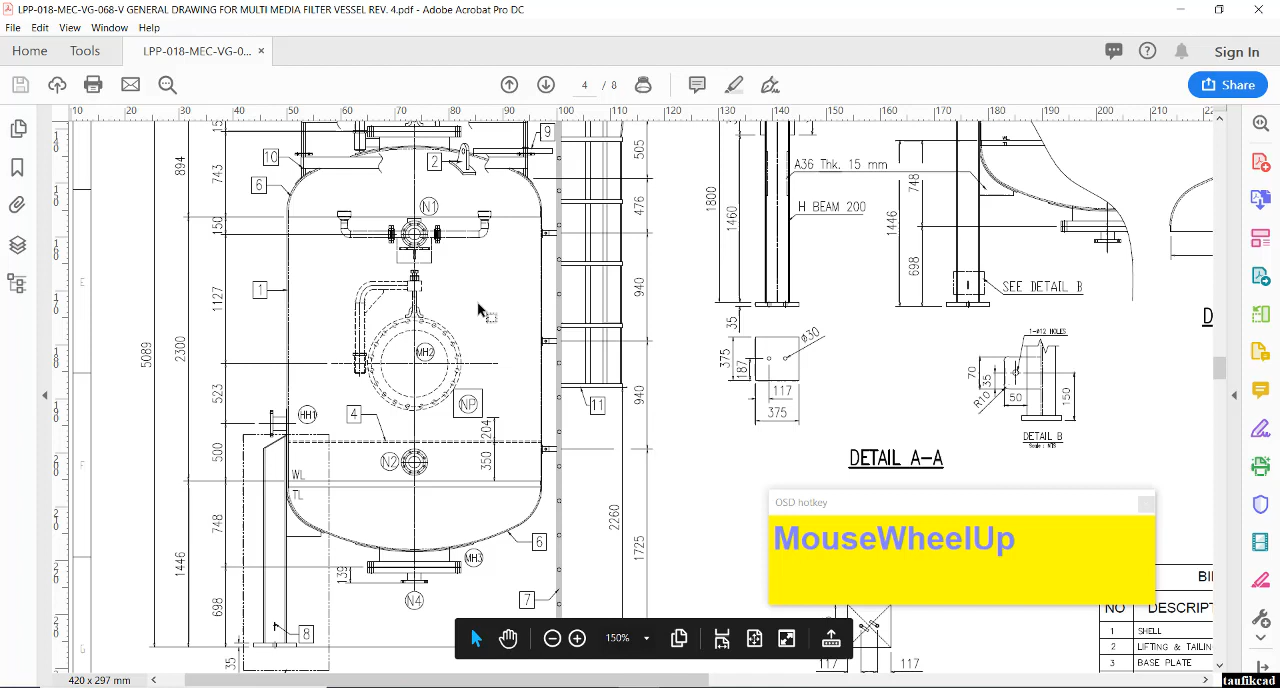 LPP-018-MEC-VG-068-V GENERAL DRAWING FOR MULTI MEDIA FILTER VESSEL REV. 4.pdf - Adobe Acrobat Pro DC
File Edit View Window Help
Home Tools LPP-018-MEC-VG-0... ×
4 / 8
Sign In
Share
10 20 30 40 50 60 70 80 90 100 110 120 130 140 150 160 170 180 190 200 210
894 743 10 6 2 9 505
N1
150
476
1
1127
940
5089 2300
MH2
523
NP
4
HH1
204
11
940
500
N2
350
WL
TL
748
1446
6
MH3
139
2260
1725
N4
7
698
8
35
1800 1460
A36 Thk. 15 mm
H BEAM 200
748
1446
698
SEE DETAIL B
35
375 187
ø30
117
375
1-ø12 HOLES
70 35
R10
50
150
DETAIL B
DETAIL A-A
OSD hotkey
MouseWheelUp
117 117
NO DESCRIPT
1 SHELL
2 LIFTING & TAILIN
3 BASE PLATE
150%
420 x 297 mm
taufikcad